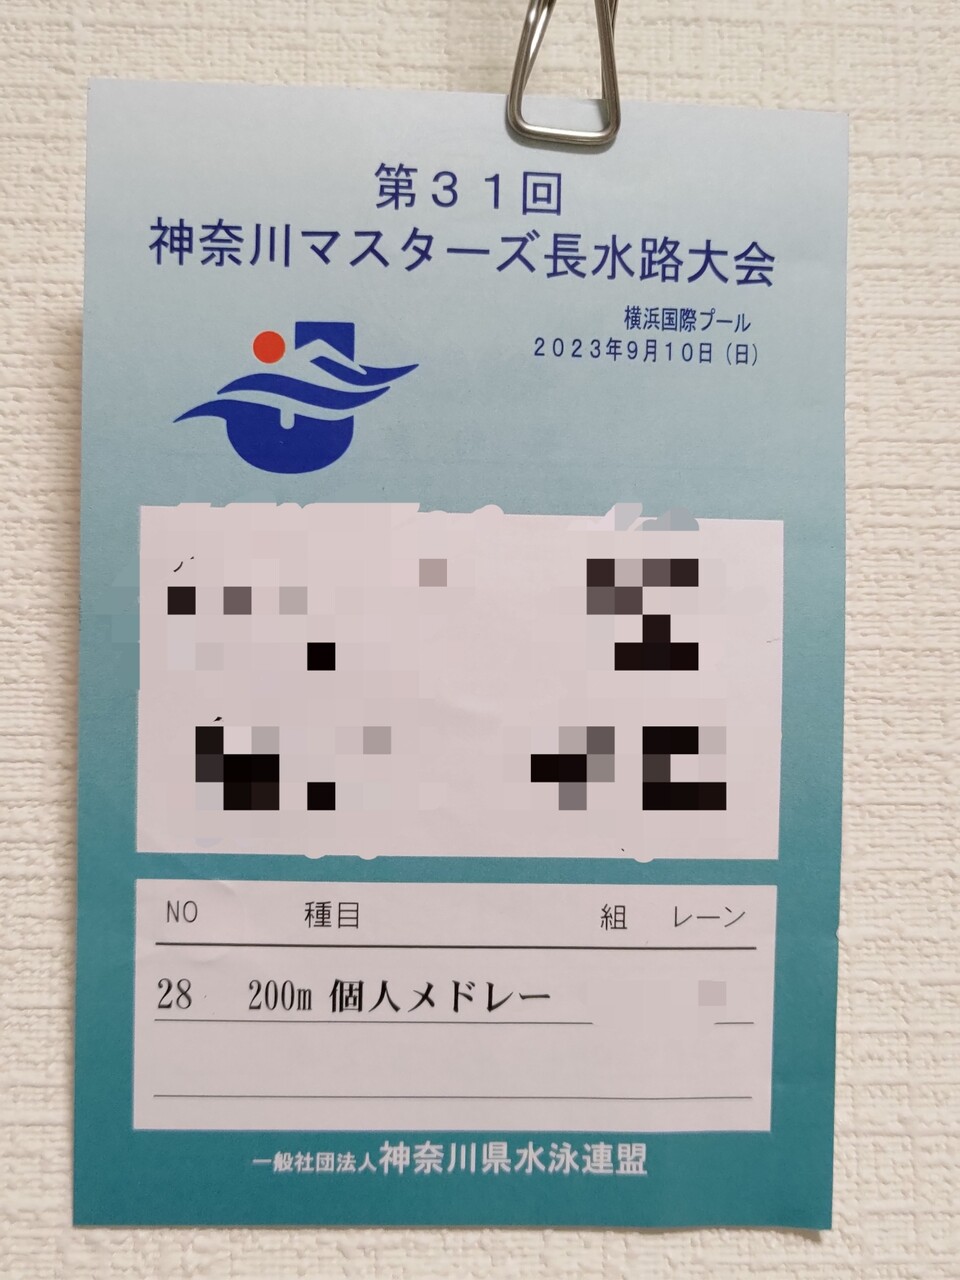 第３１回
神奈川マスターズ長水路大会
横浜国際プール
２０２３年９月１０日（日）
NO 種目 組 レーン
28 200m 個人メドレー
一般社団法人神奈川県水泳連盟